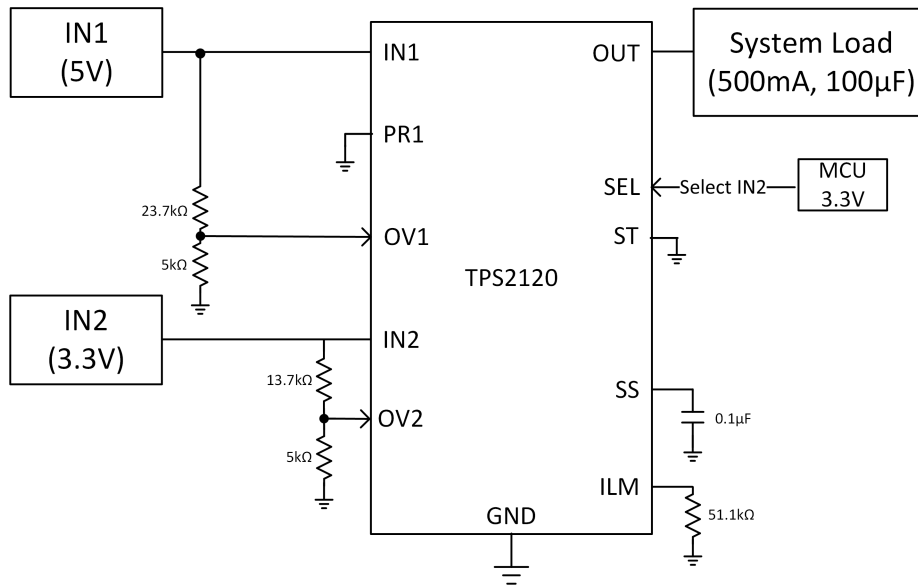 IN1
(5V)
IN1
OUT
System Load
(500mA, 100µF)
PR1
SEL
Select IN2
MCU
3.3V
23.7kΩ
OV1
ST
5kΩ
TPS2120
IN2
(3.3V)
IN2
13.7kΩ
SS
0.1µF
OV2
5kΩ
ILM
51.1kΩ
GND